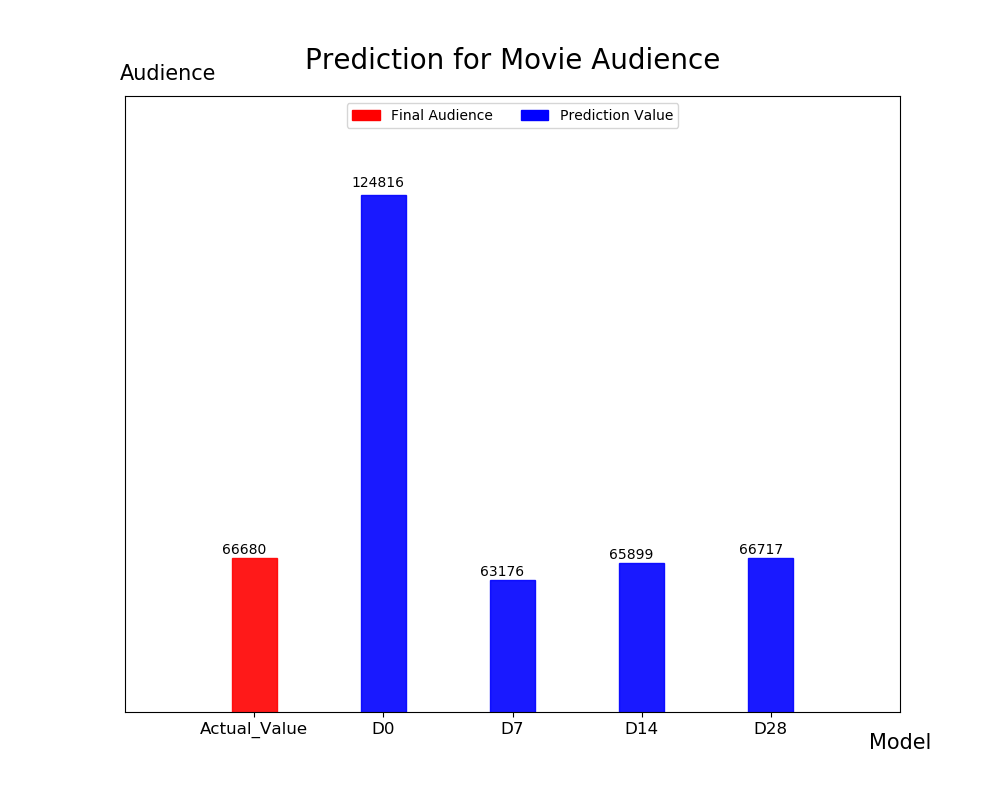 Prediction for Movie Audience
Audience
Final Audience Prediction Value
124816
66680
63176
65899
66717
Actual_Value D0 D7 D14 D28
Model